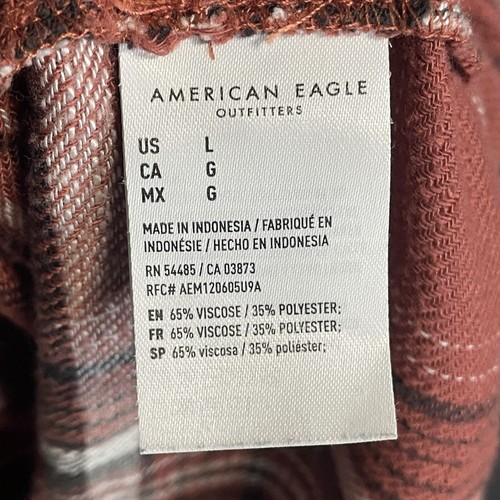 AMERICAN EAGLE
OUTFITTERS
US L
CA G
MX G
MADE IN INDONESIA / FABRIQUÉ EN
INDONÉSIE / HECHO EN INDONESIA
RN 54485 / CA 03873
RFC# AEM120605U9A
EN 65% VISCOSE / 35% POLYESTER;
FR 65% VISCOSE / 35% POLYESTER;
SP 65% viscosa / 35% poliéster;